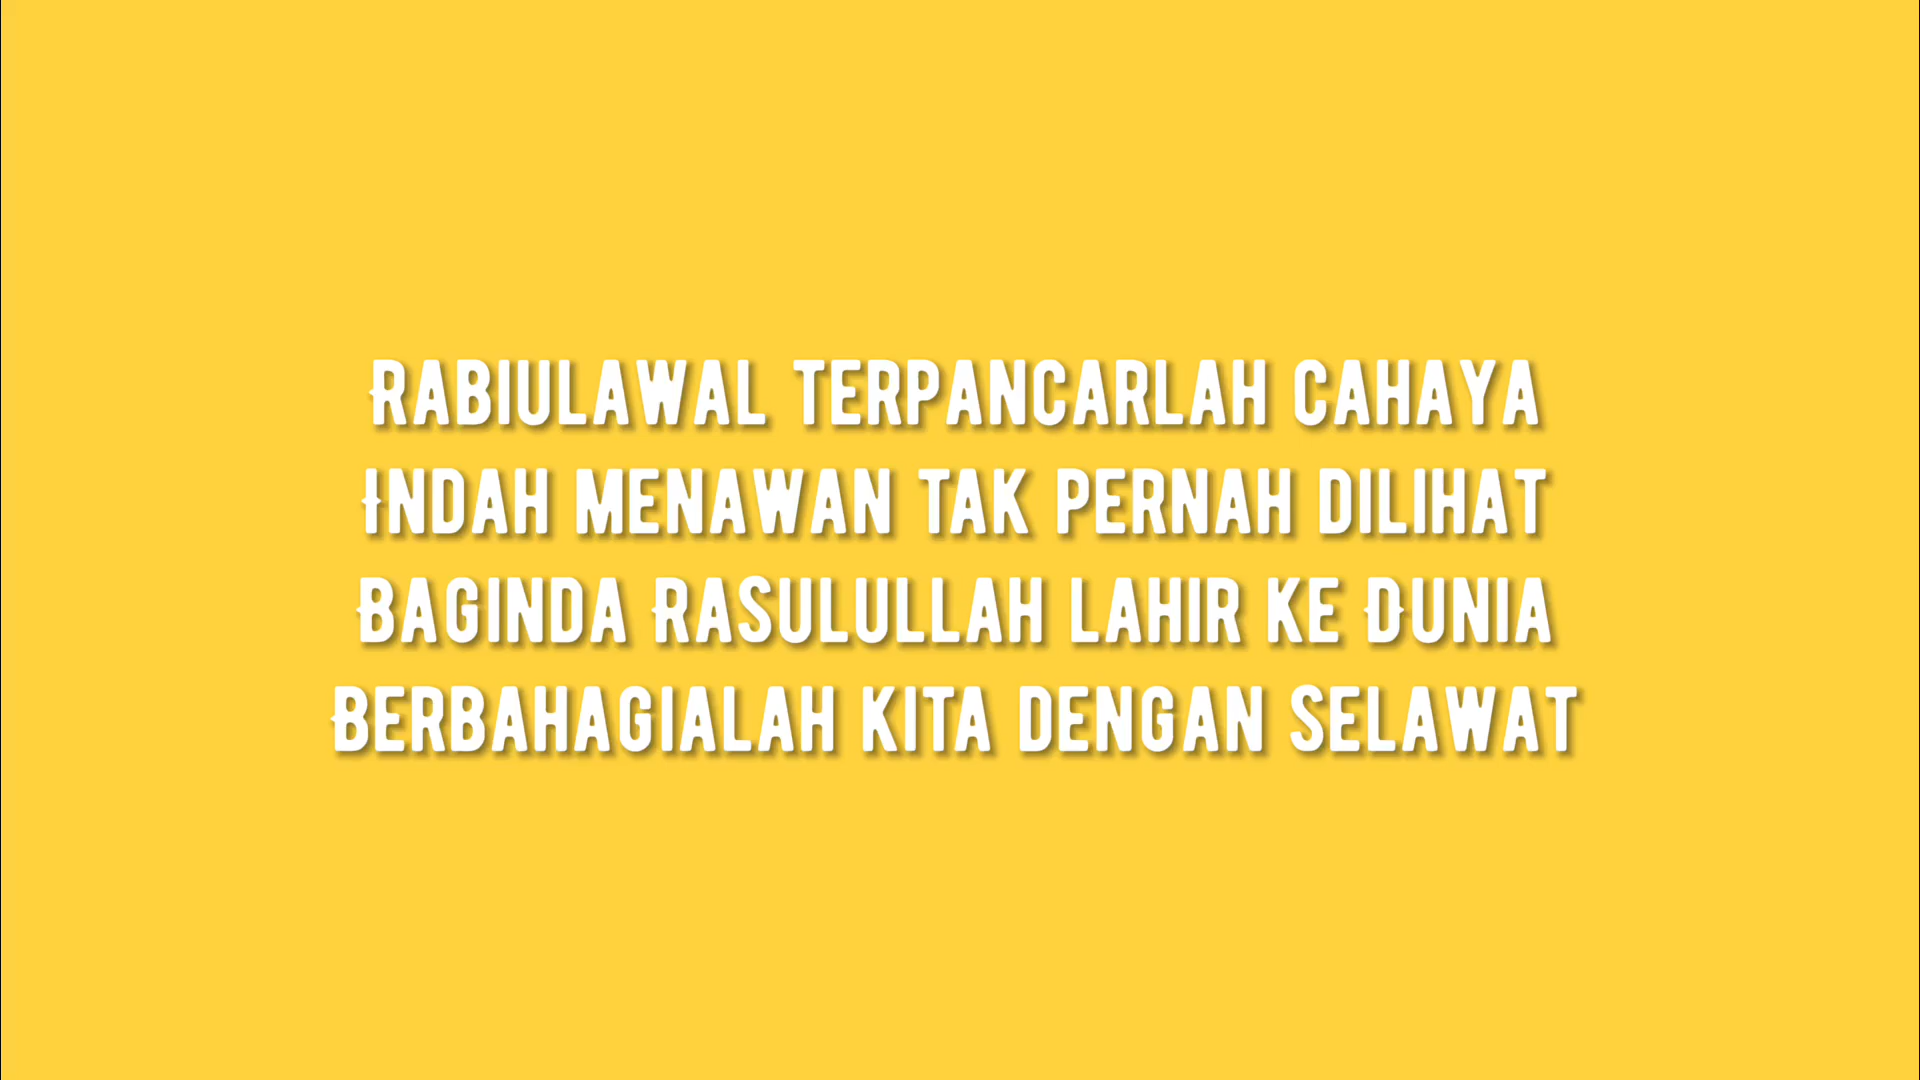 Rabiulawal terpancarlah cahaya
Indah menawan tak pernah dilihat
Baginda RaSulullah lahir ke Dunia
Berbahagialah kita dengan Selawat